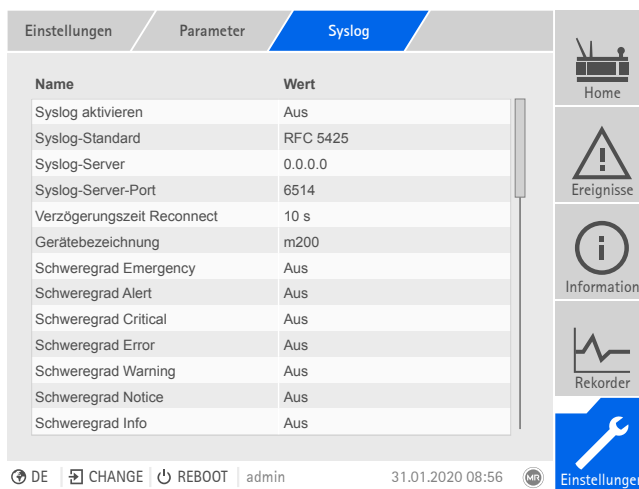 Einstellungen Parameter Syslog
Name Wert
Syslog aktivieren Aus
Syslog-Standard RFC 5425
Syslog-Server 0.0.0.0
Syslog-Server-Port 6514
Verzögerungszeit Reconnect 10 s
Gerätebezeichnung m200
Schweregrad Emergency Aus
Schweregrad Alert Aus
Schweregrad Critical Aus
Schweregrad Error Aus
Schweregrad Warning Aus
Schweregrad Notice Aus
Schweregrad Info Aus
Home
Ereignisse
Information
Rekorder
Einstellungen
DE CHANGE REBOOT admin 31.01.2020 08:56 MR